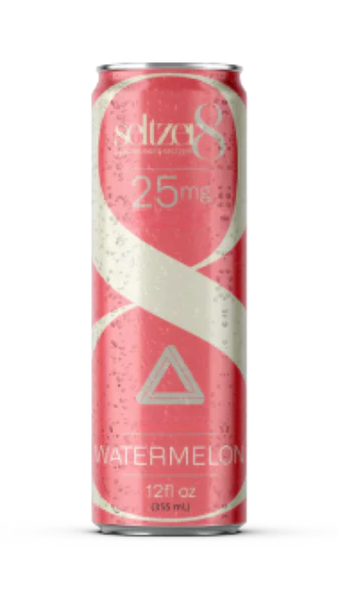 seltzer8
25mg
WATERMELON
12fl oz
(355 mL)